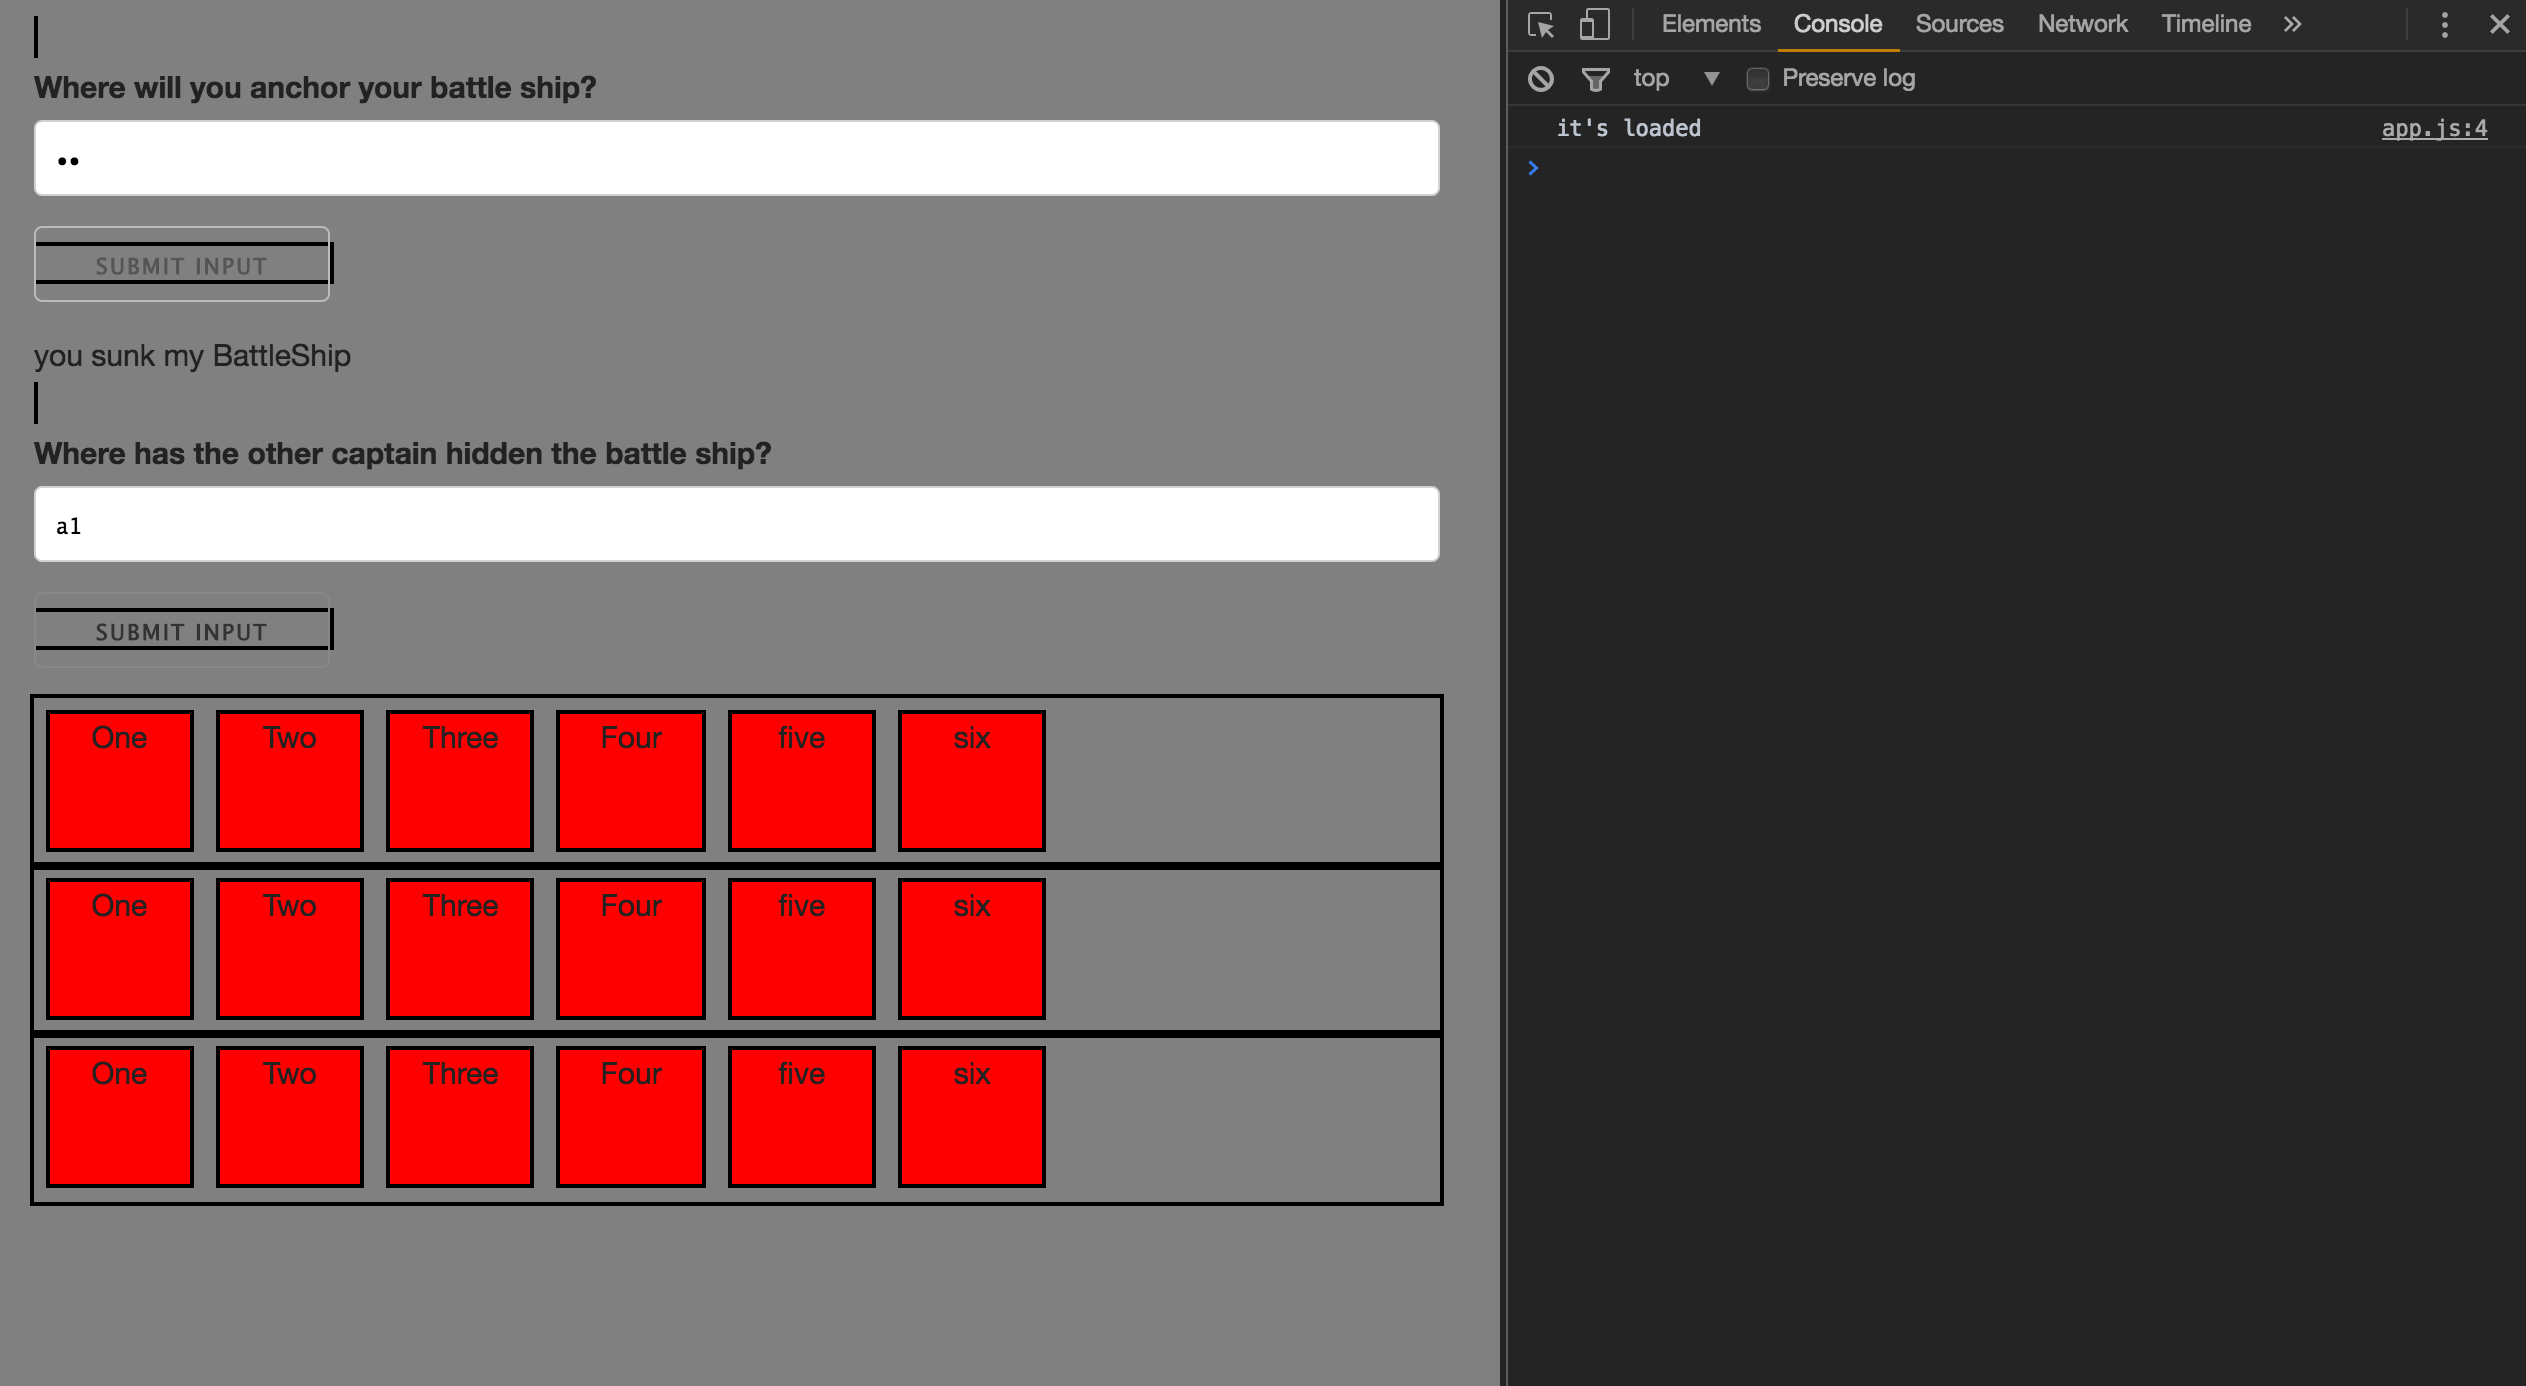 Where will you anchor your battle ship?
••
SUBMIT INPUT
you sunk my BattleShip
Where has the other captain hidden the battle ship?
a1
SUBMIT INPUT
One Two Three Four five six
One Two Three Four five six
One Two Three Four five six
Elements Console Sources Network Timeline
top Preserve log
it's loaded app.js:4